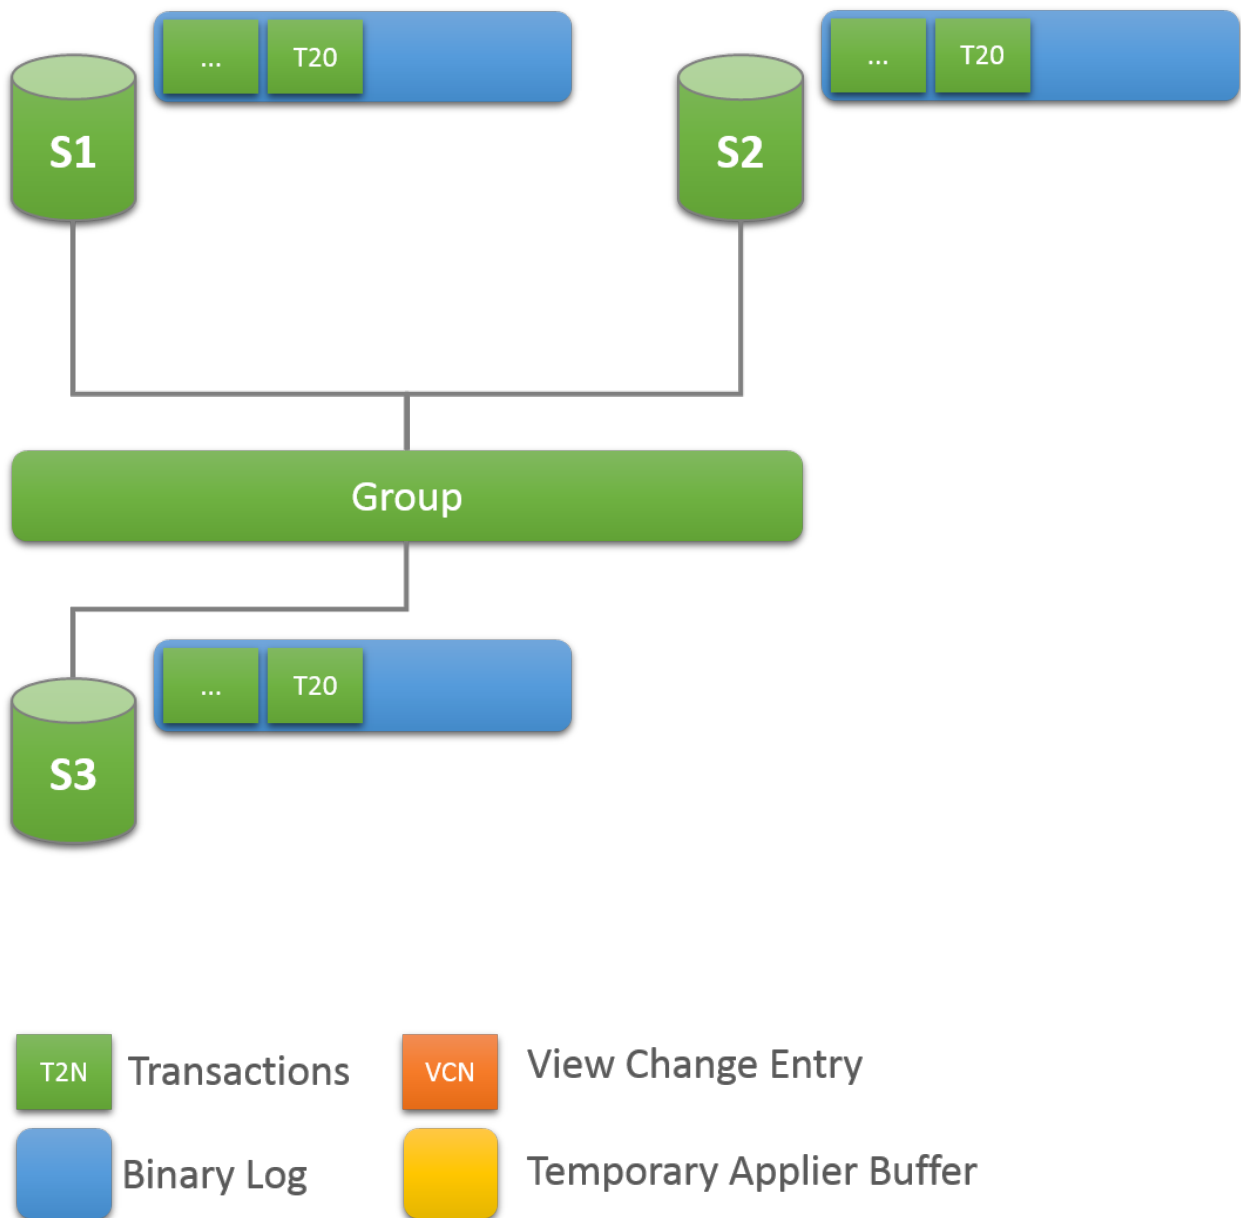 ... T20
... T20
S1
S2
Group
... T20
S3
T2N Transactions
VCN View Change Entry
Binary Log
Temporary Applier Buffer